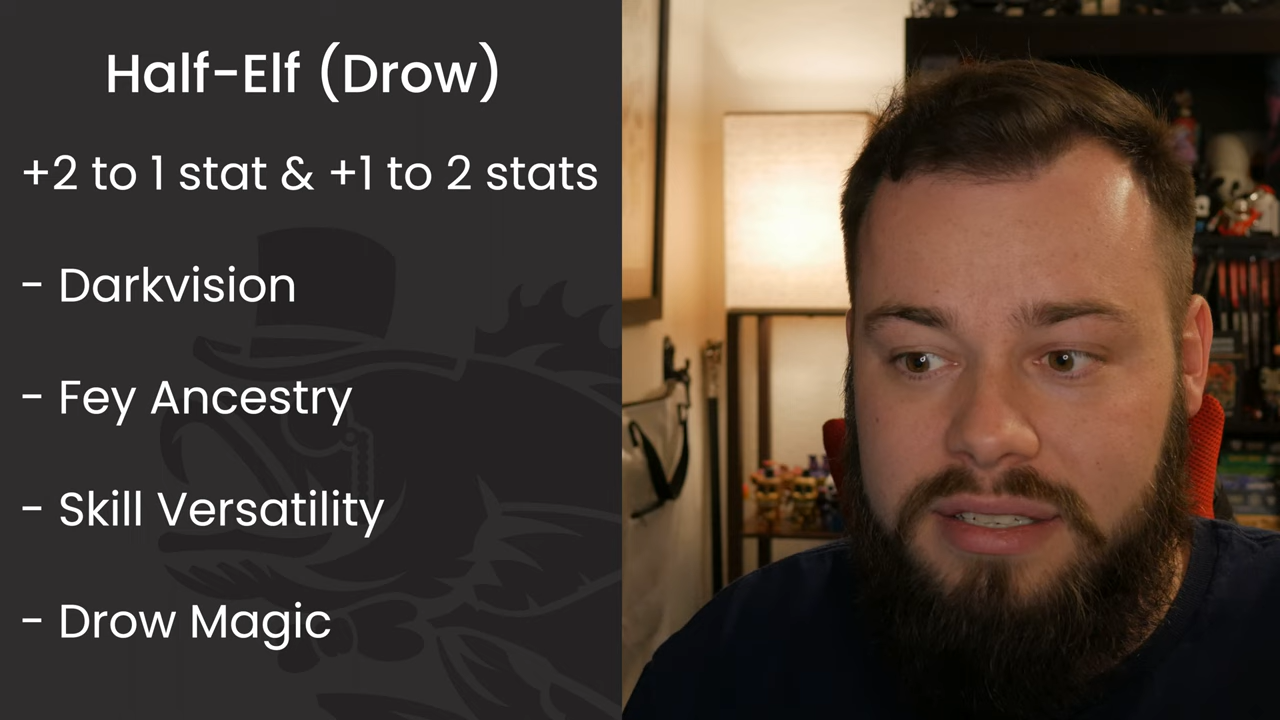 Half-Elf (Drow)
+2 to 1 stat & +1 to 2 stats
- Darkvision
- Fey Ancestry
- Skill Versatility
- Drow Magic